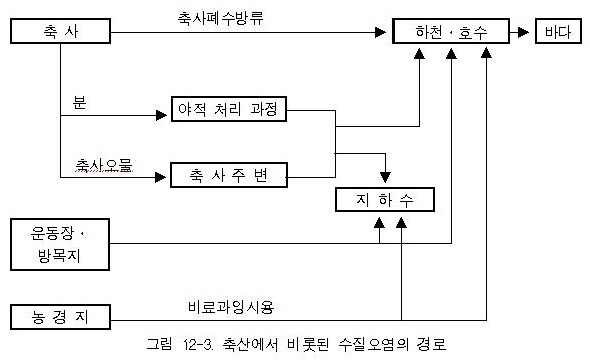 축사폐수방류
축 사
하천·호수
바다
분
야적 처리 과정
축사오물
축 사 주 변
지 하 수
운동장·
방목지
비료과잉시용
농 경 지
그림 12-3. 축산에서 비롯된 수질오염의 경로